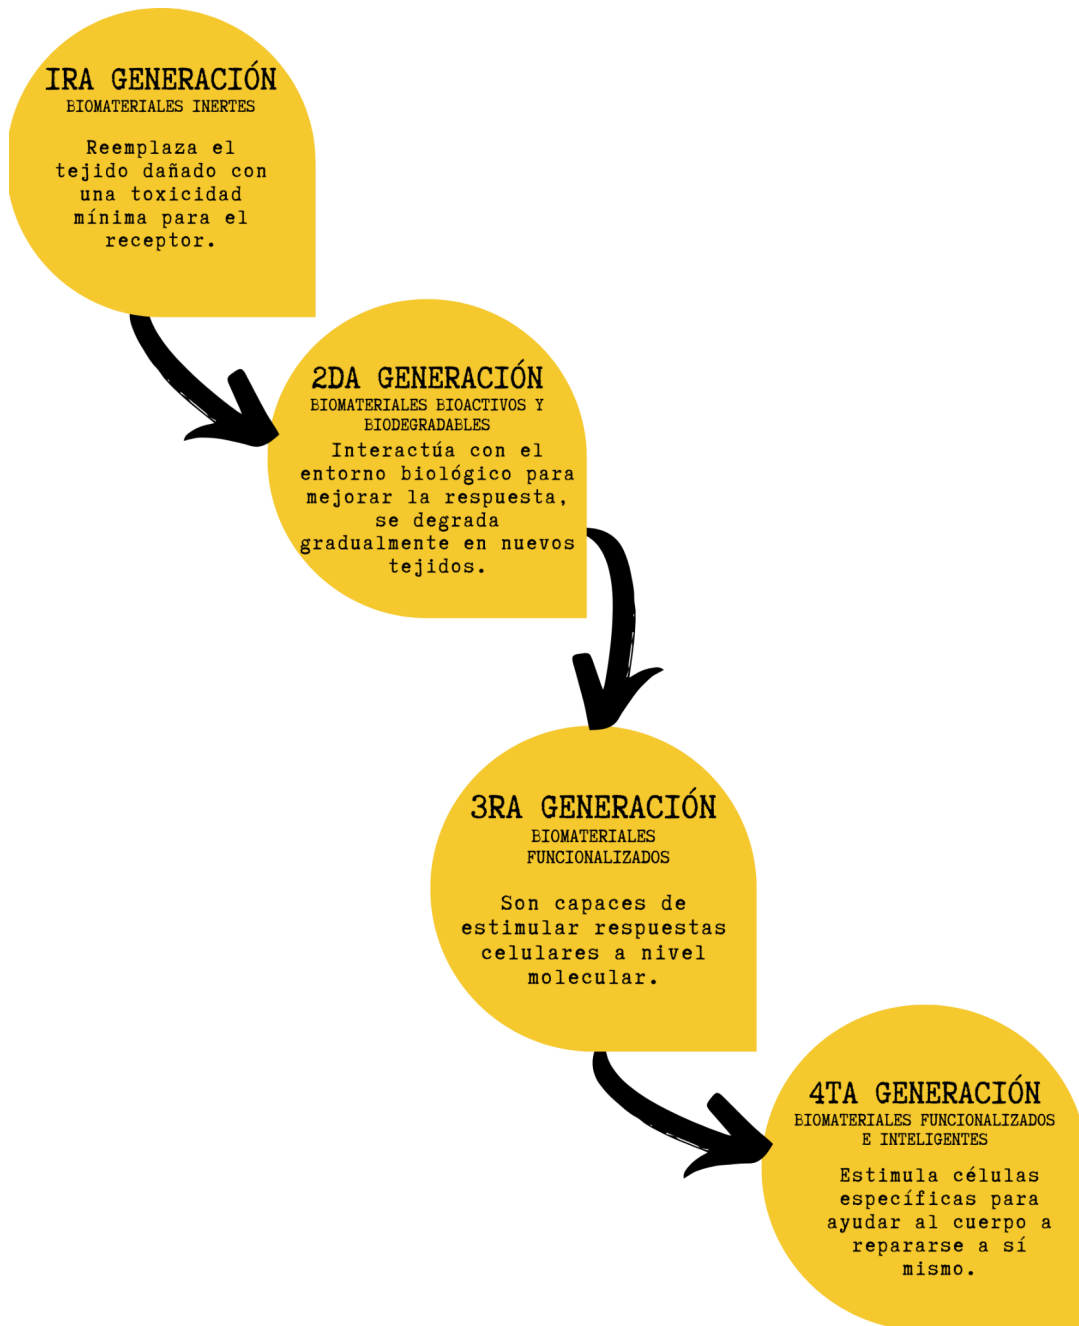 1RA GENERACIÓN
BIOMATERIALES INERTES
Reemplaza el
tejido dañado con
una toxicidad
mínima para el
receptor.
2DA GENERACIÓN
BIOMATERIALES BIOACTIVOS Y
BIODEGRADABLES
Interactúa con el
entorno biológico para
mejorar la respuesta,
se degrada
gradualmente en nuevos
tejidos.
3RA GENERACIÓN
BIOMATERIALES
FUNCIONALIZADOS
Son capaces de
estimular respuestas
celulares a nivel
molecular.
4TA GENERACIÓN
BIOMATERIALES FUNCIONALIZADOS
E INTELIGENTES
Estimula células
específicas para
ayudar al cuerpo a
repararse a sí
mismo.